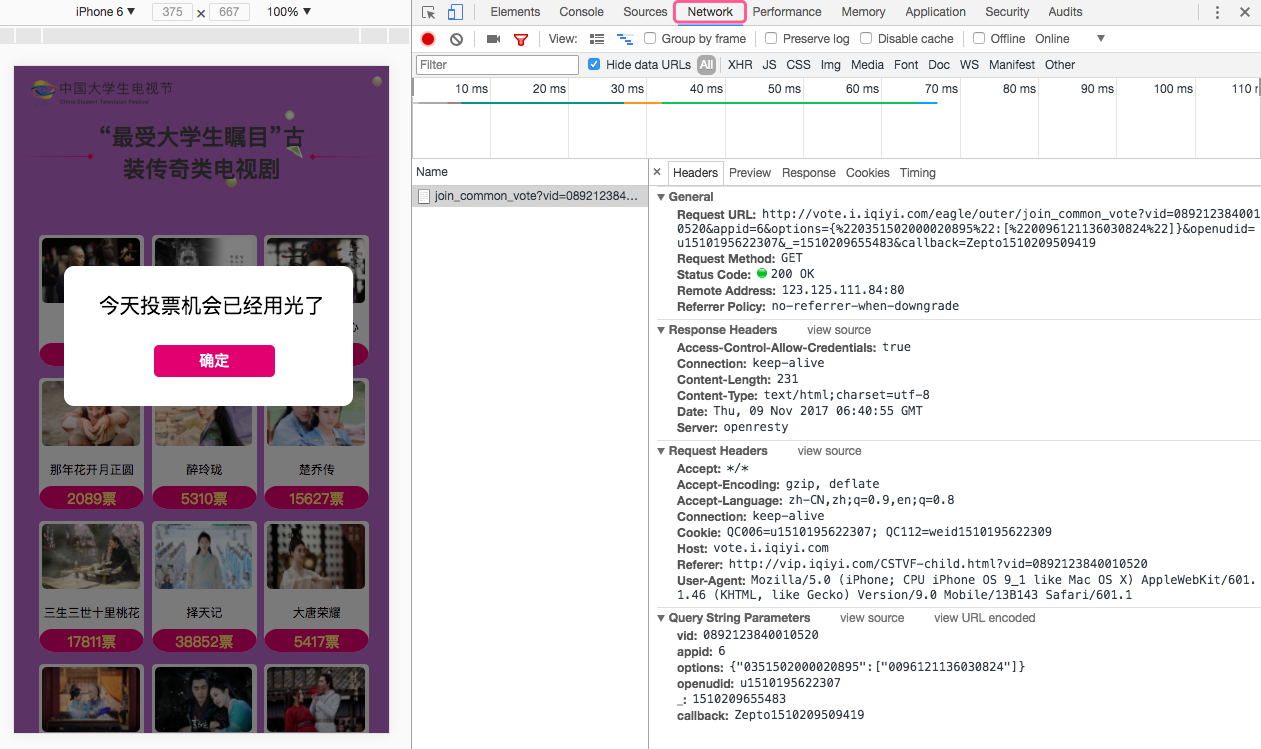 iPhone 6 ▼ 375 × 667 100% ▼
中国大学生电视节
China Student Television Festival
“最受大学生瞩目”古
装传奇类电视剧
心
今天投票机会已经用光了
确定
那年花开月正圆 醉玲珑 楚乔传
2089票 5310票 15627票
三生三世十里桃花 择天记 大唐荣耀
17811票 38852票 5417票
Elements Console Sources Network Performance Memory Application Security Audits
View: Group by frame Preserve log Disable cache Offline Online ▼
Filter Hide data URLs All XHR JS CSS Img Media Font Doc WS Manifest Other
10 ms 20 ms 30 ms 40 ms 50 ms 60 ms 70 ms 80 ms 90 ms 100 ms 110
Name
join_common_vote?vid=089212384…
× Headers Preview Response Cookies Timing
▼ General
Request URL: http://vote.i.iqiyi.com/eagle/outer/join_common_vote?vid=089212384001
0520&appid=6&options={%220351502000020895%22:[%220096121136030824%22]}&openudid=
u1510195622307&_=1510209655483&callback=Zepto1510209509419
Request Method: GET
Status Code: 200 OK
Remote Address: 123.125.111.84:80
Referrer Policy: no-referrer-when-downgrade
▼ Response Headers view source
Access-Control-Allow-Credentials: true
Connection: keep-alive
Content-Length: 231
Content-Type: text/html;charset=utf-8
Date: Thu, 09 Nov 2017 06:40:55 GMT
Server: openresty
▼ Request Headers view source
Accept: */*
Accept-Encoding: gzip, deflate
Accept-Language: zh-CN,zh;q=0.9,en;q=0.8
Connection: keep-alive
Cookie: QC006=u1510195622307; QC112=weid1510195622309
Host: vote.i.iqiyi.com
Referer: http://vip.iqiyi.com/CSTVF-child.html?vid=0892123840010520
User-Agent: Mozilla/5.0 (iPhone; CPU iPhone OS 9_1 like Mac OS X) AppleWebKit/601.
1.46 (KHTML, like Gecko) Version/9.0 Mobile/13B143 Safari/601.1
▼ Query String Parameters view source view URL encoded
vid: 0892123840010520
appid: 6
options: {"0351502000020895":["0096121136030824"]}
openudid: u1510195622307
_: 1510209655483
callback: Zepto1510209509419